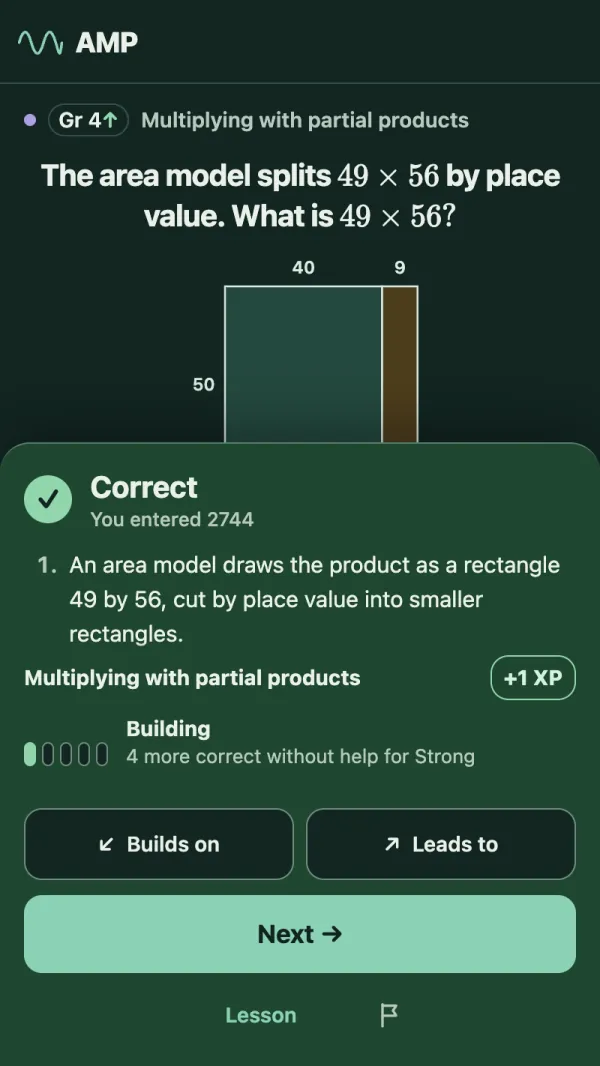 AMP
Gr 4↑ Multiplying with partial products
The area model splits 49 × 56 by place
value. What is 49 × 56?
40 9
50
Correct
You entered 2744
1. An area model draws the product as a rectangle
49 by 56, cut by place value into smaller
rectangles.
Multiplying with partial products +1 XP
Building
4 more correct without help for Strong
↙ Builds on ↗ Leads to
Next →
Lesson